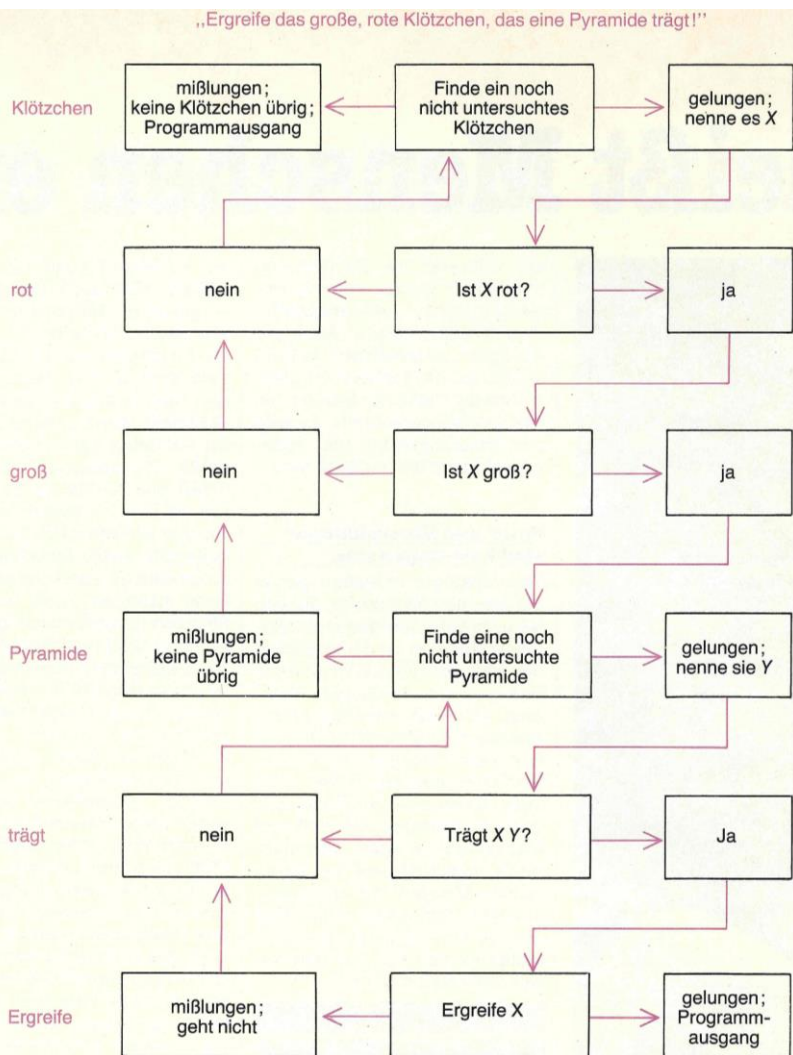 „Ergreife das große, rote Klötzchen, das eine Pyramide trägt!”
Klötzchen
mißlungen;
keine Klötzchen übrig;
Programmausgang
Finde ein noch
nicht untersuchtes
Klötzchen
gelungen;
nenne es X
rot
nein
Ist X rot?
ja
groß
nein
Ist X groß?
ja
Pyramide
mißlungen;
keine Pyramide
übrig
Finde eine noch
nicht untersuchte
Pyramide
gelungen;
nenne sie Y
trägt
nein
Trägt X Y?
Ja
Ergreife
mißlungen;
geht nicht
Ergreife X
gelungen;
Programm-
ausgang